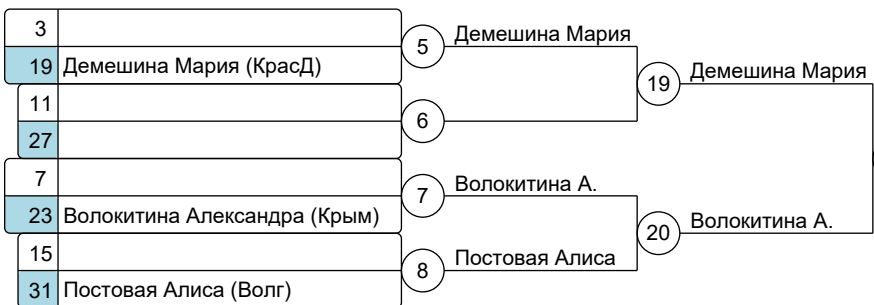 3
19 Демешина Мария (КрасД)
11
27
7
23 Волокитина Александра (Крым)
15
31 Постовая Алиса (Волг)
5 Демешина Мария
6
7 Волокитина А.
8 Постовая Алиса
19 Демешина Мария
20 Волокитина А.